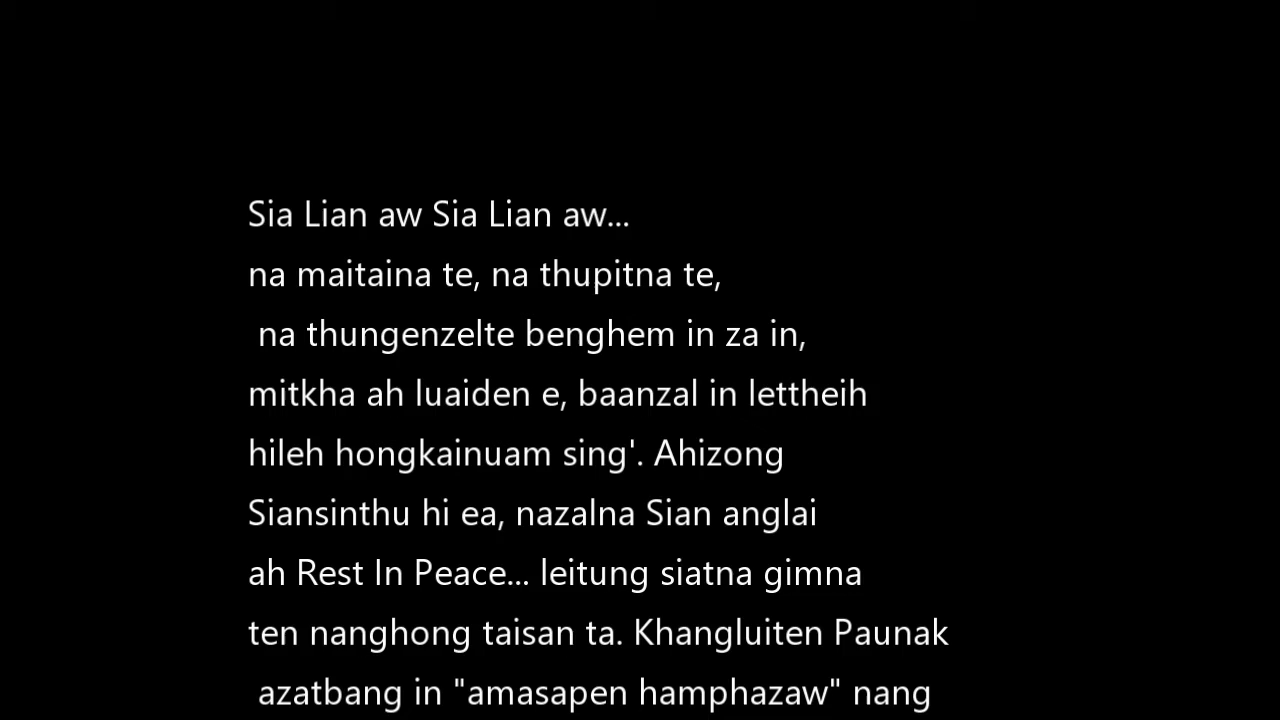 Sia Lian aw Sia Lian aw...
na maitaina te, na thupitna te,
na thungenzelte benghem in za in,
mitkha ah luaiden e, baanzal in lettheih
hileh hongkainuam sing'. Ahizong
Siansinthu hi ea, nazalna Sian anglai
ah Rest In Peace... leitung siatna gimna
ten nanghong taisan ta. Khangluiten Paunak
azatbang in "amasapen hamphazaw" nang